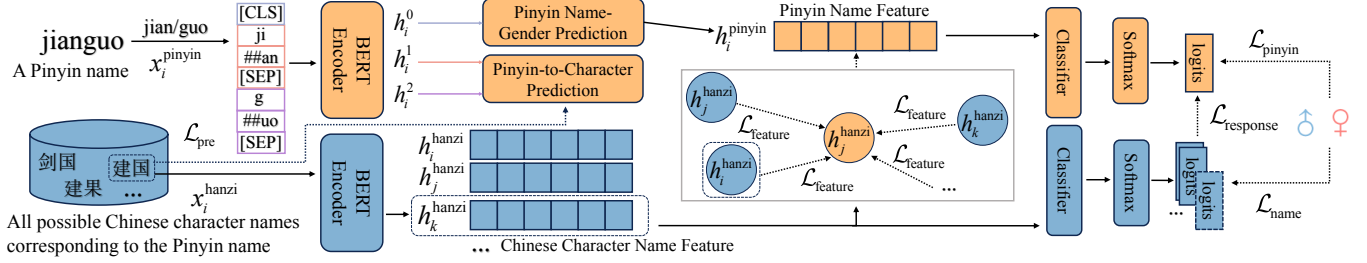 jianguo
A Pinyin name
jian/guo
x_i^pinyin
[CLS]
ji
##an
[SEP]
g
##uo
[SEP]
BERT
Encoder
h_i^0
h_i^1
h_i^2
Pinyin Name-
Gender Prediction
Pinyin-to-Character
Prediction
h_i^pinyin
Pinyin Name Feature
Classifier
Softmax
logits
ℒ_pinyin
ℒ_pre
剑国
建国
建果
...
x_i^hanzi
All possible Chinese character names
corresponding to the Pinyin name
BERT
Encoder
h_i^hanzi
h_j^hanzi
h_k^hanzi
... Chinese Character Name Feature
h_j^hanzi
ℒ_feature
h_i^hanzi
ℒ_feature
h_j^hanzi
ℒ_feature
h_k^hanzi
ℒ_feature
...
Classifier
Softmax
logits
logits
...
ℒ_response
♂ ♀
ℒ_name